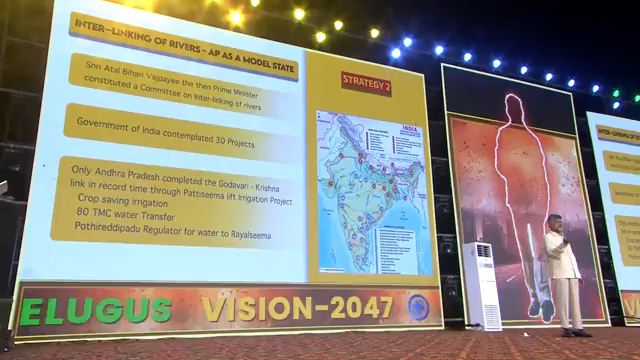 INTER-LINKING OF RIVERS - AP AS A MODEL STATE
Shri Atal Bihari Vajpayee the then Prime Minister
constituted a Committee on Inter-linking of rivers
Government of India contemplated 30 Projects
Only Andhra Pradesh completed the Godavari - Krishna
link in record time through Pattiseema lift Irrigation Project
Crop saving irrigation
80 TMC water Transfer
Pothireddipadu Regulator for water to Rayalseema
STRATEGY 2
INDIA
ELUGUS VISION-2047